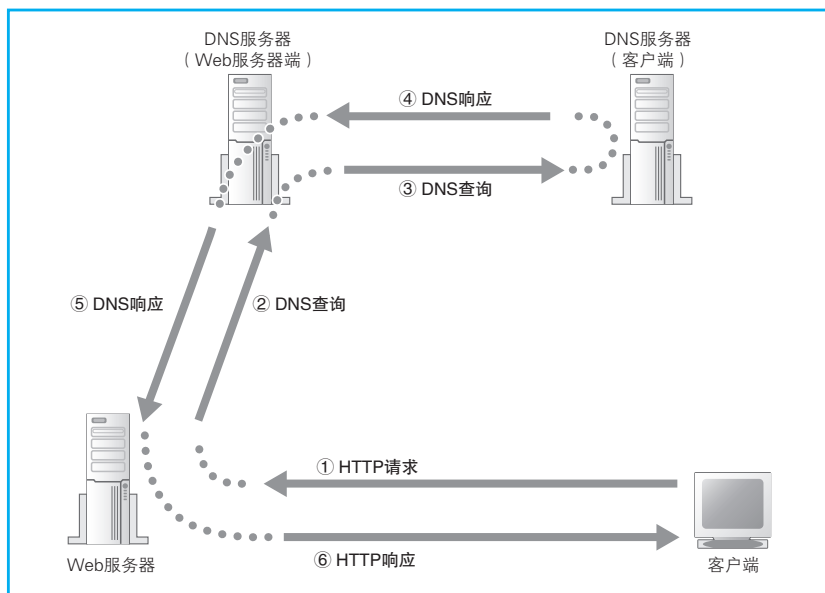 DNS服务器
（Web服务器端）
DNS服务器
（客户端）
④ DNS响应
③ DNS查询
⑤ DNS响应
② DNS查询
① HTTP请求
⑥ HTTP响应
Web服务器
客户端